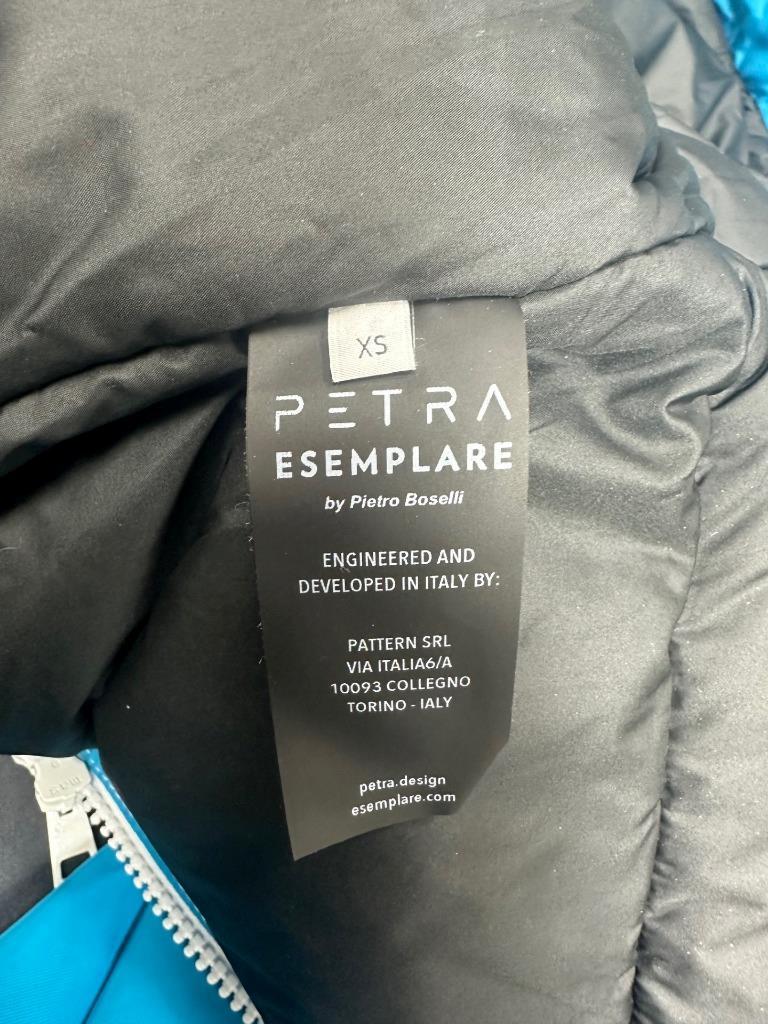 XS
PETRA
ESEMPLARE
by Pietro Boselli
ENGINEERED AND
DEVELOPED IN ITALY BY:
PATTERN SRL
VIA ITALIA6/A
10093 COLLEGNO
TORINO - IALY
petra.design
esemplare.com